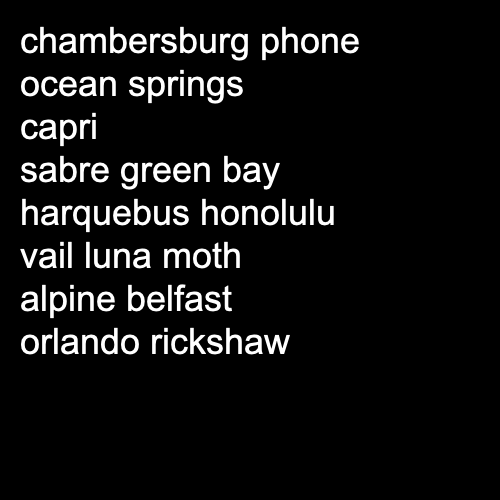 chambersburg phone
ocean springs
capri
sabre green bay
harquebus honolulu
vail luna moth
alpine belfast
orlando rickshaw